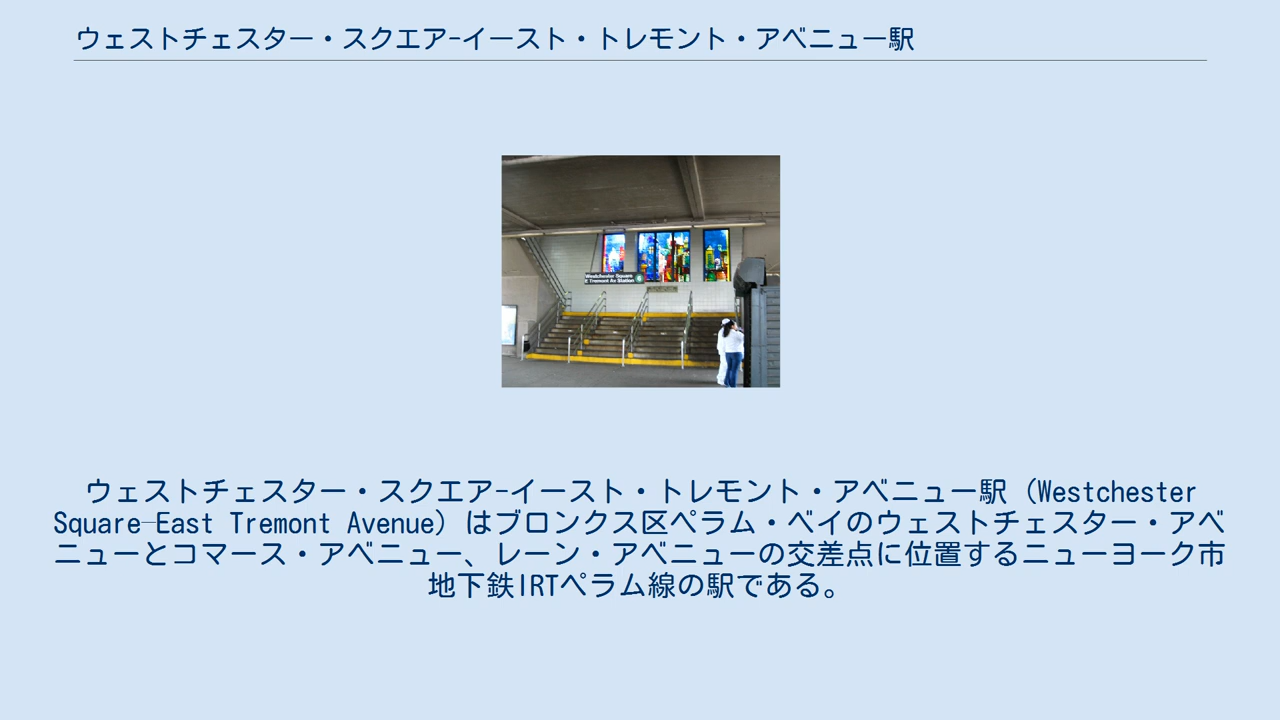 ウェストチェスター・スクエア-イースト・トレモント・アベニュー駅
Westchester Square
E Tremont Av Station 6
ウェストチェスター・スクエア-イースト・トレモント・アベニュー駅（Westchester
Square–East Tremont Avenue）はブロンクス区ペラム・ベイのウェストチェスター・アベ
ニューとコマース・アベニュー、レーン・アベニューの交差点に位置するニューヨーク市
地下鉄IRTペラム線の駅である。